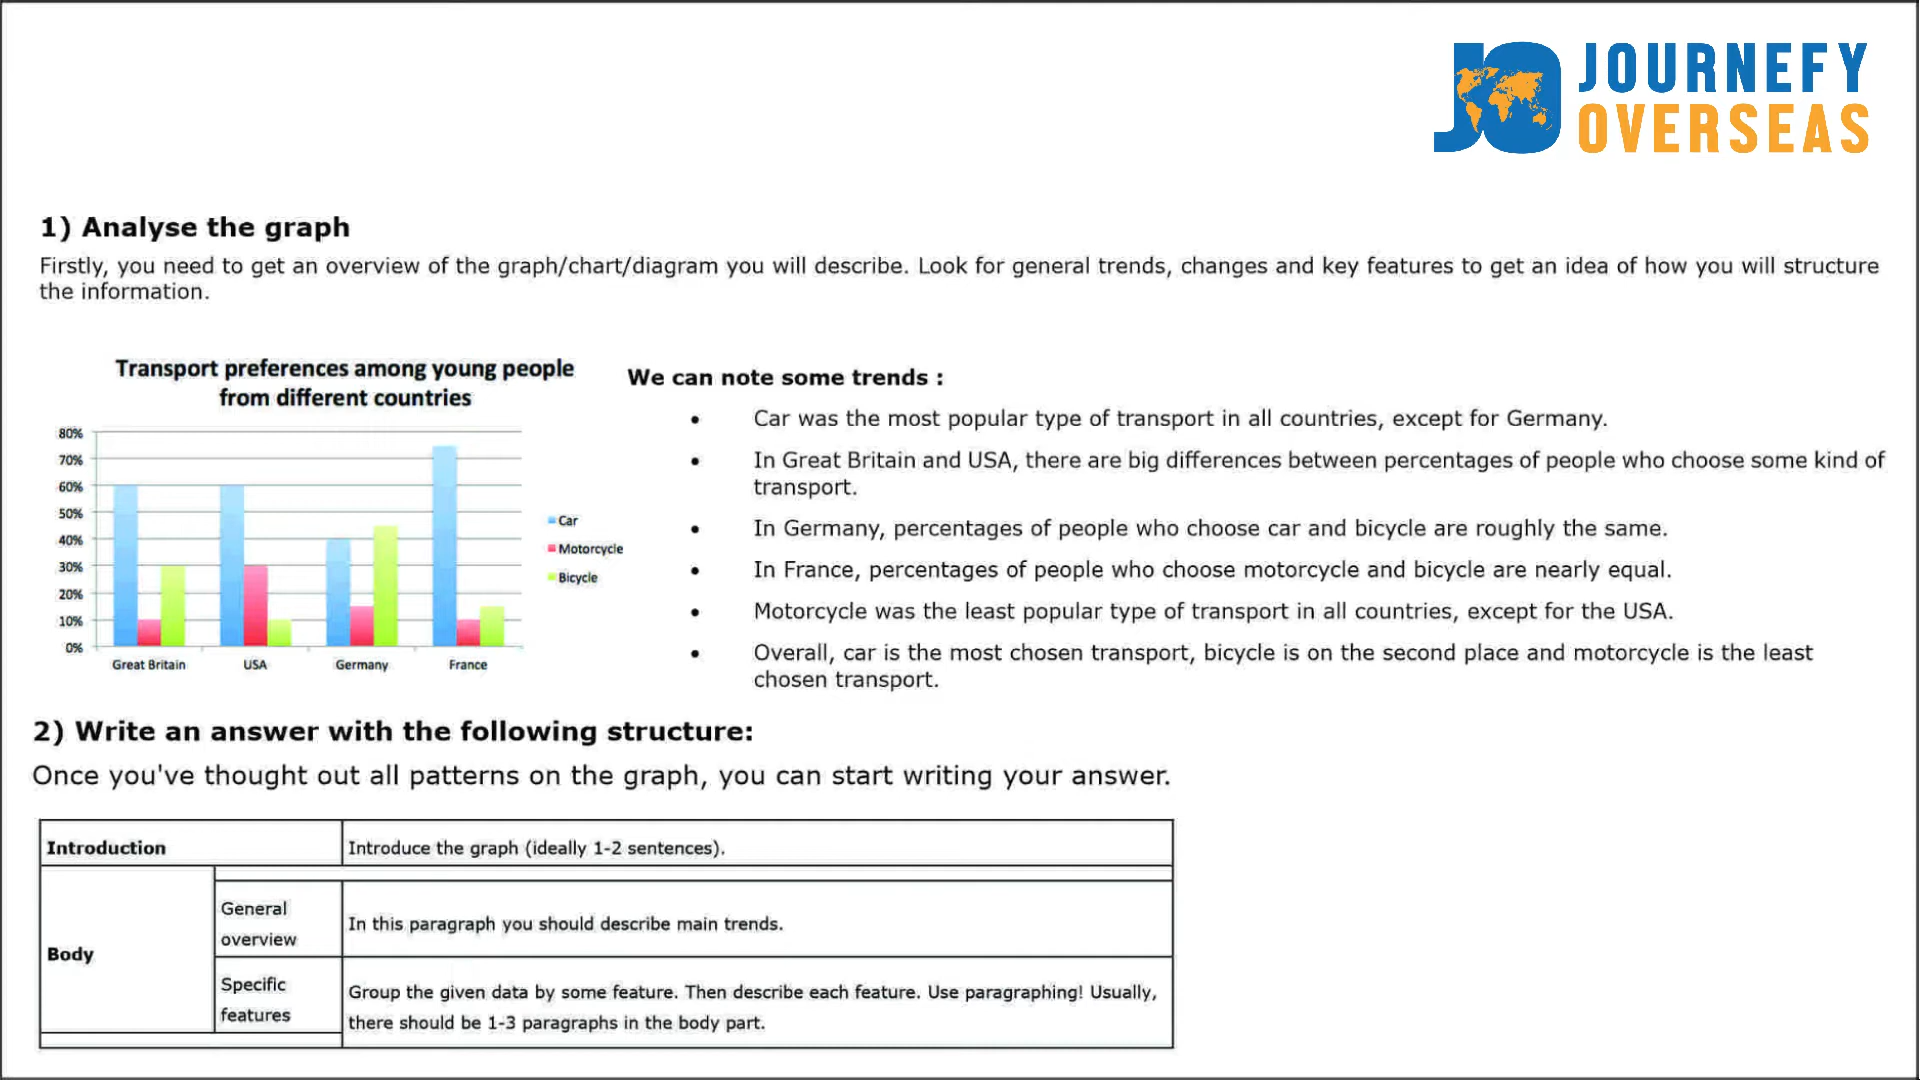 JOURNEFY
OVERSEAS
1) Analyse the graph
Firstly, you need to get an overview of the graph/chart/diagram you will describe. Look for general trends, changes and key features to get an idea of how you will structure
the information.
Transport preferences among young people
from different countries
80%
70%
60%
50%
40%
30%
20%
10%
0%
Great Britain
USA
Germany
France
Car
Motorcycle
Bicycle
We can note some trends :
• Car was the most popular type of transport in all countries, except for Germany.
• In Great Britain and USA, there are big differences between percentages of people who choose some kind of
transport.
• In Germany, percentages of people who choose car and bicycle are roughly the same.
• In France, percentages of people who choose motorcycle and bicycle are nearly equal.
• Motorcycle was the least popular type of transport in all countries, except for the USA.
• Overall, car is the most chosen transport, bicycle is on the second place and motorcycle is the least
chosen transport.
2) Write an answer with the following structure:
Once you've thought out all patterns on the graph, you can start writing your answer.
Introduction
Introduce the graph (ideally 1-2 sentences).
Body
General
overview
In this paragraph you should describe main trends.
Specific
features
Group the given data by some feature. Then describe each feature. Use paragraphing! Usually,
there should be 1-3 paragraphs in the body part.